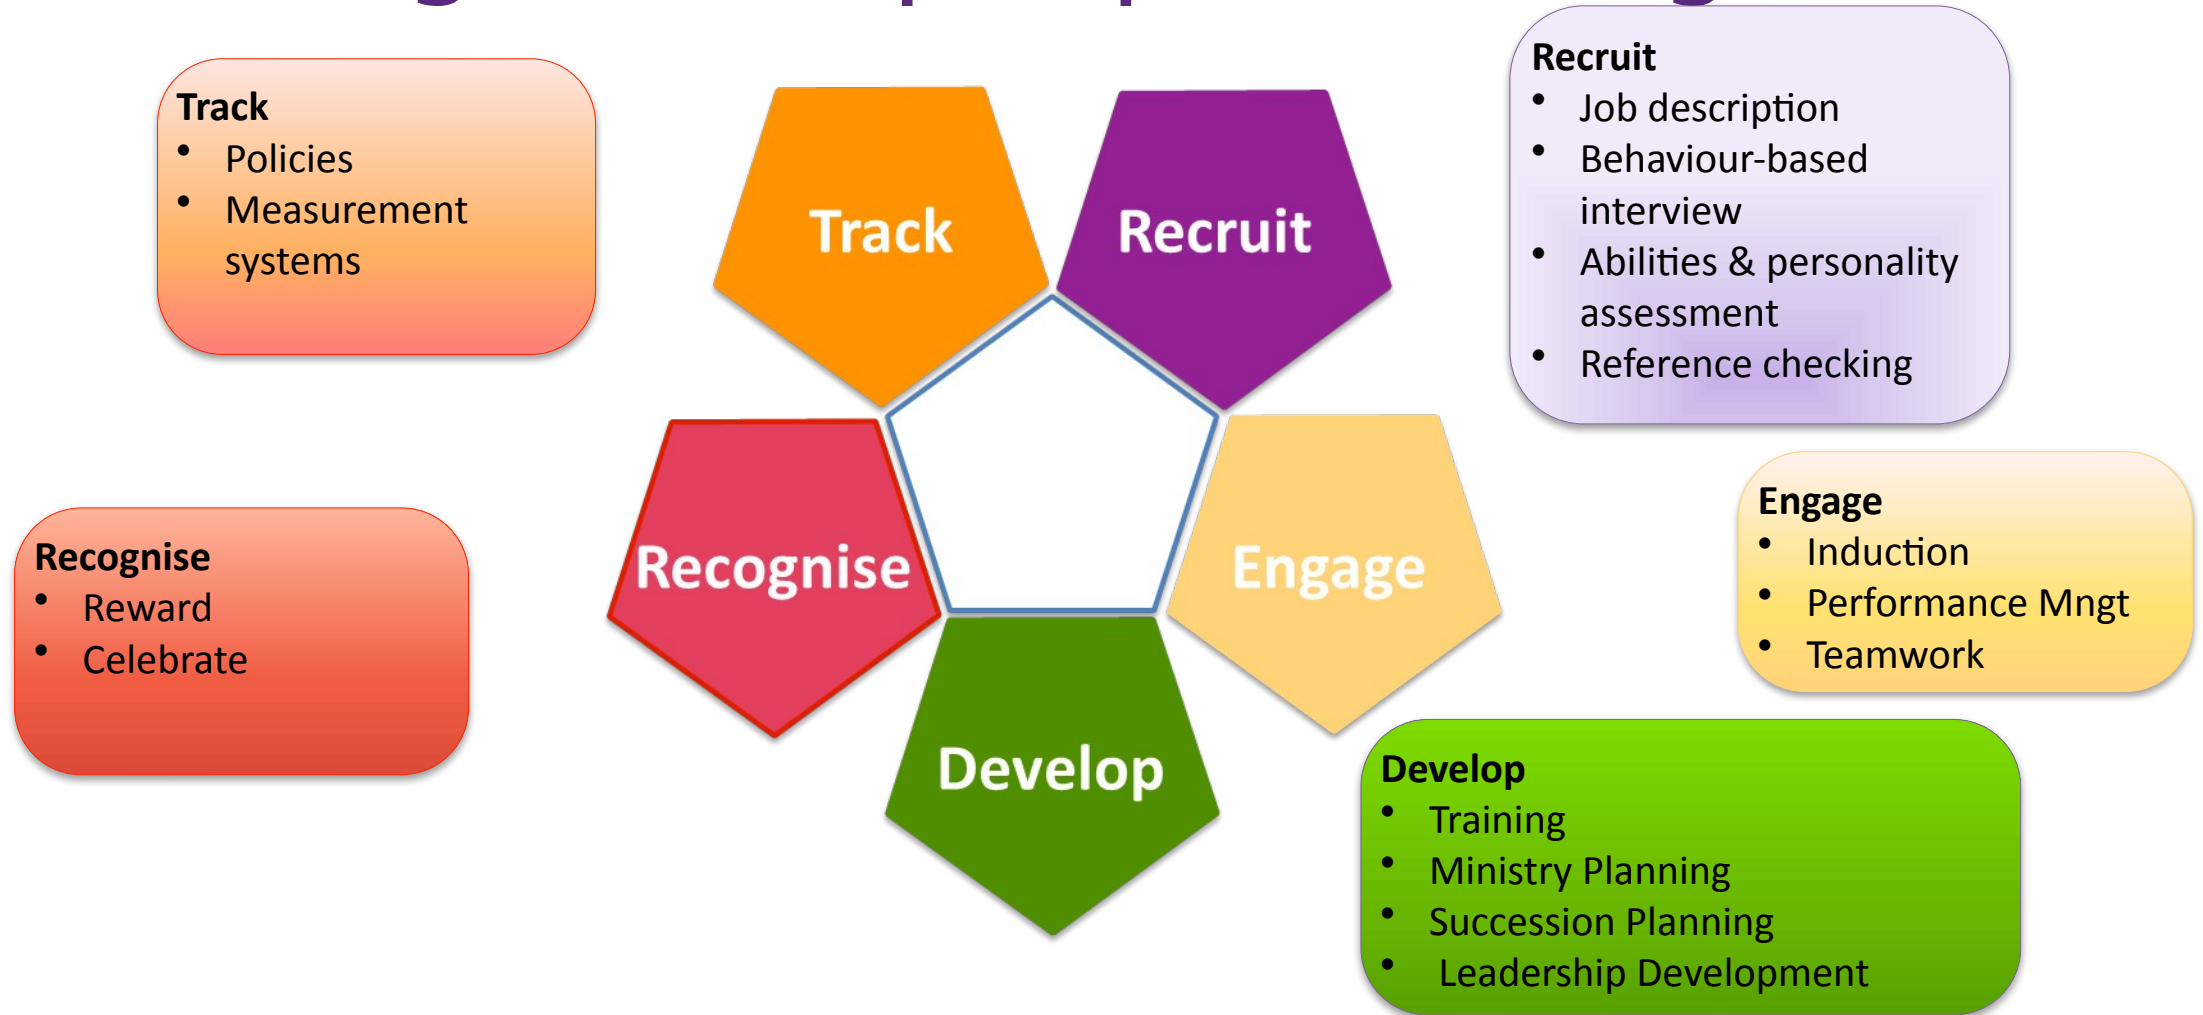 Track
• Policies
• Measurement
systems
Track
Recruit
Recruit
• Job description
• Behaviour-based
interview
• Abilities & personality
assessment
• Reference checking
Recognise
• Reward
• Celebrate
Recognise
Engage
Engage
• Induction
• Performance Mngt
• Teamwork
Develop
Develop
• Training
• Ministry Planning
• Succession Planning
• Leadership Development